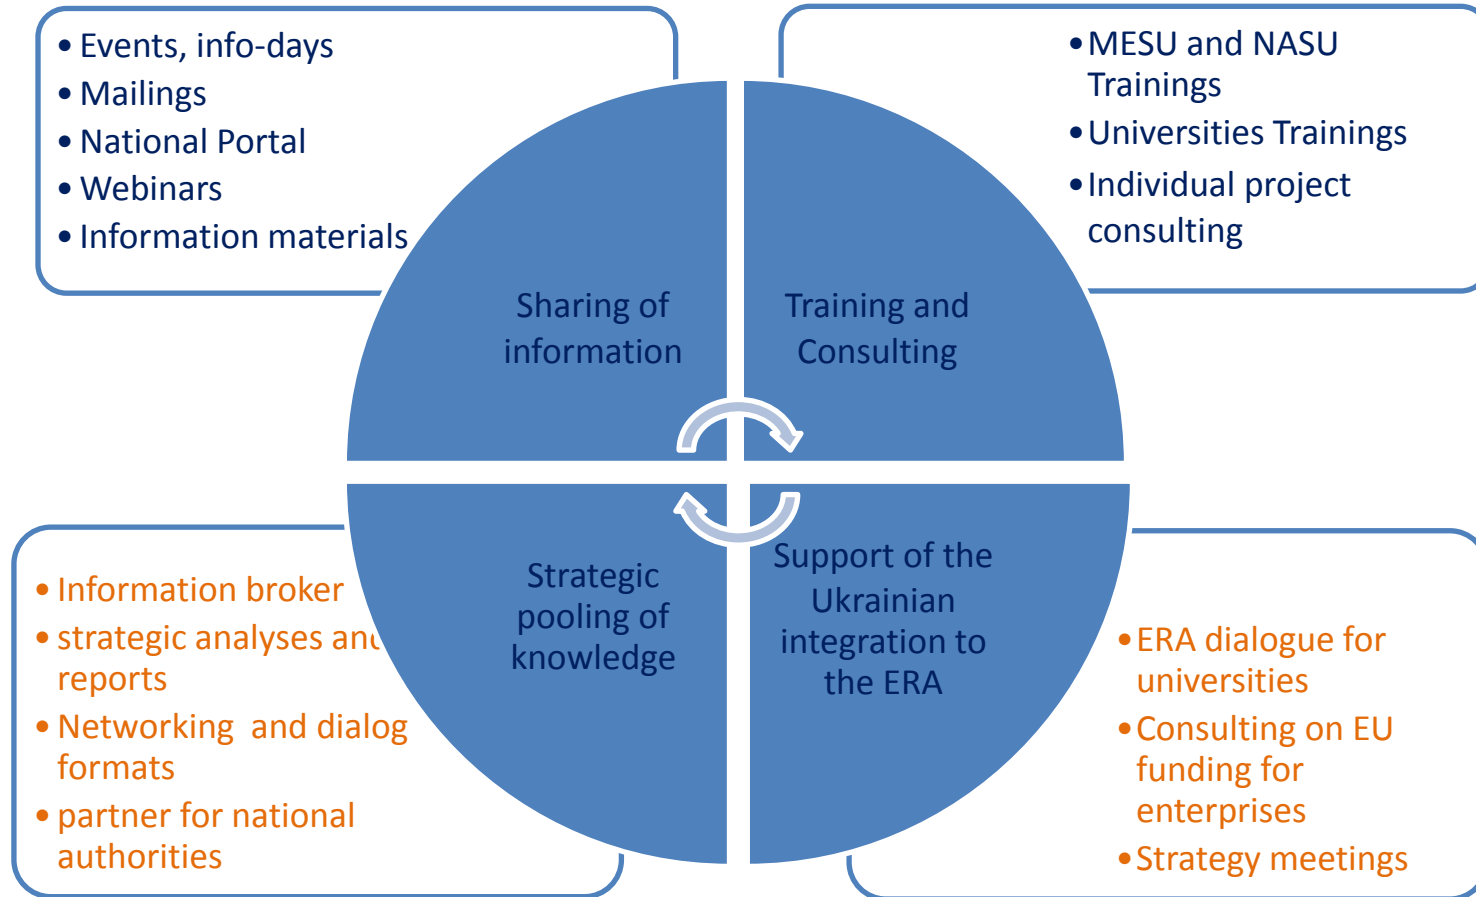 • Events, info-days
• Mailings
• National Portal
• Webinars
• Information materials
• MESU and NASU
Trainings
• Universities Trainings
• Individual project
consulting
Sharing of
information
Training and
Consulting
Strategic
pooling of
knowledge
Support of the
Ukrainian
integration to
the ERA
• Information broker
• strategic analyses and
reports
• Networking and dialog
formats
• partner for national
authorities
• ERA dialogue for
universities
• Consulting on EU
funding for
enterprises
• Strategy meetings